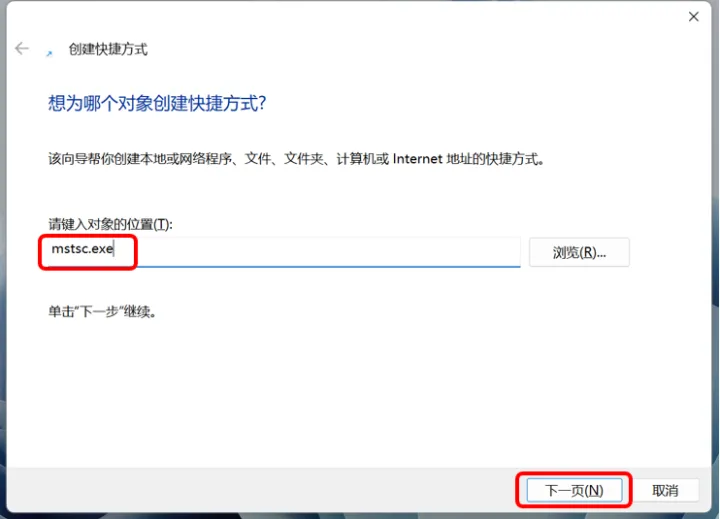 创建快捷方式
想为哪个对象创建快捷方式?
该向导帮你创建本地或网络程序、文件、文件夹、计算机或 Internet 地址的快捷方式。
请键入对象的位置(T):
mstsc.exe
浏览(R)...
单击"下一步"继续。
下一页(N)
取消